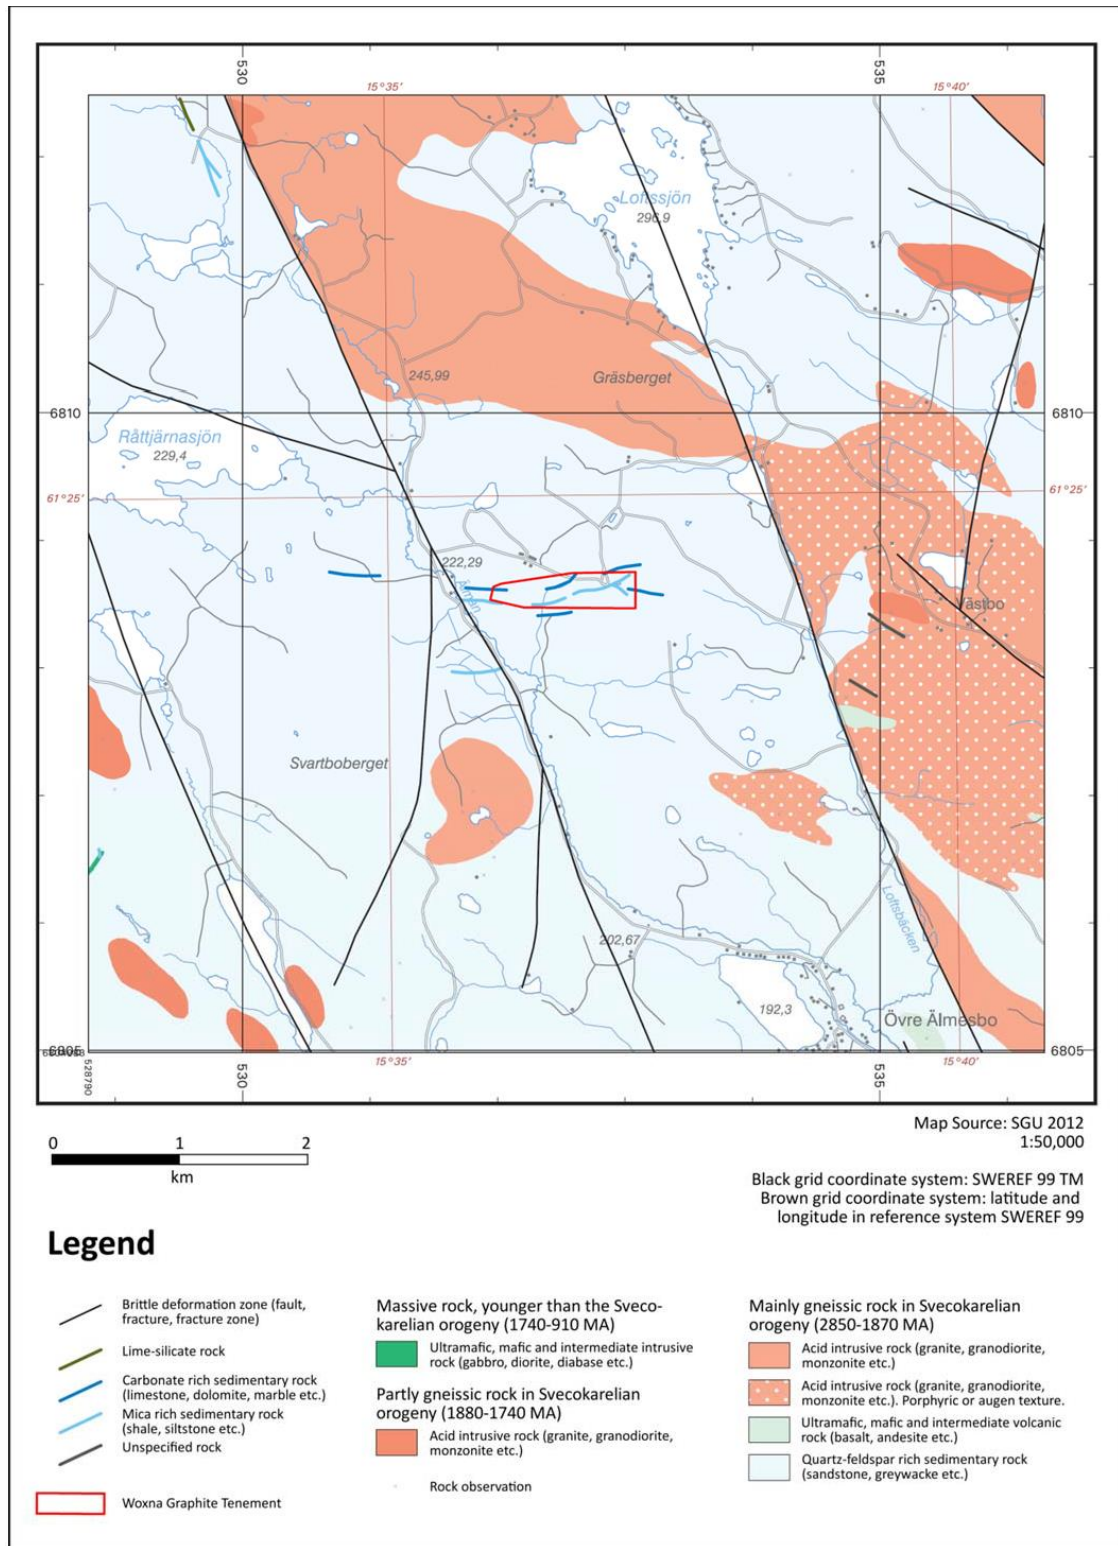 530
15°35'
535
15°40'
Loftssjön
296,9
245,99
Gräsberget
6810
6810
Råttjärnasjön
229,4
61°25'
61°25'
222,29
Åmån
Västbo
Svartboberget
Loftsbäcken
202,67
192,3
Övre Älmesbo
6805
6805
528790
530
15°35'
535
15°40'
Map Source: SGU 2012
1:50,000
0 1 2
km
Black grid coordinate system: SWEREF 99 TM
Brown grid coordinate system: latitude and
longitude in reference system SWEREF 99
Legend
Brittle deformation zone (fault,
fracture, fracture zone)
Lime-silicate rock
Carbonate rich sedimentary rock
(limestone, dolomite, marble etc.)
Mica rich sedimentary rock
(shale, siltstone etc.)
Unspecified rock
Woxna Graphite Tenement
Massive rock, younger than the Sveco-
karelian orogeny (1740-910 MA)
Ultramafic, mafic and intermediate intrusive
rock (gabbro, diorite, diabase etc.)
Partly gneissic rock in Svecokarelian
orogeny (1880-1740 MA)
Acid intrusive rock (granite, granodiorite,
monzonite etc.)
Rock observation
Mainly gneissic rock in Svecokarelian
orogeny (2850-1870 MA)
Acid intrusive rock (granite, granodiorite,
monzonite etc.)
Acid intrusive rock (granite, granodiorite,
monzonite etc.). Porphyric or augen texture.
Ultramafic, mafic and intermediate volcanic
rock (basalt, andesite etc.)
Quartz-feldspar rich sedimentary rock
(sandstone, greywacke etc.)